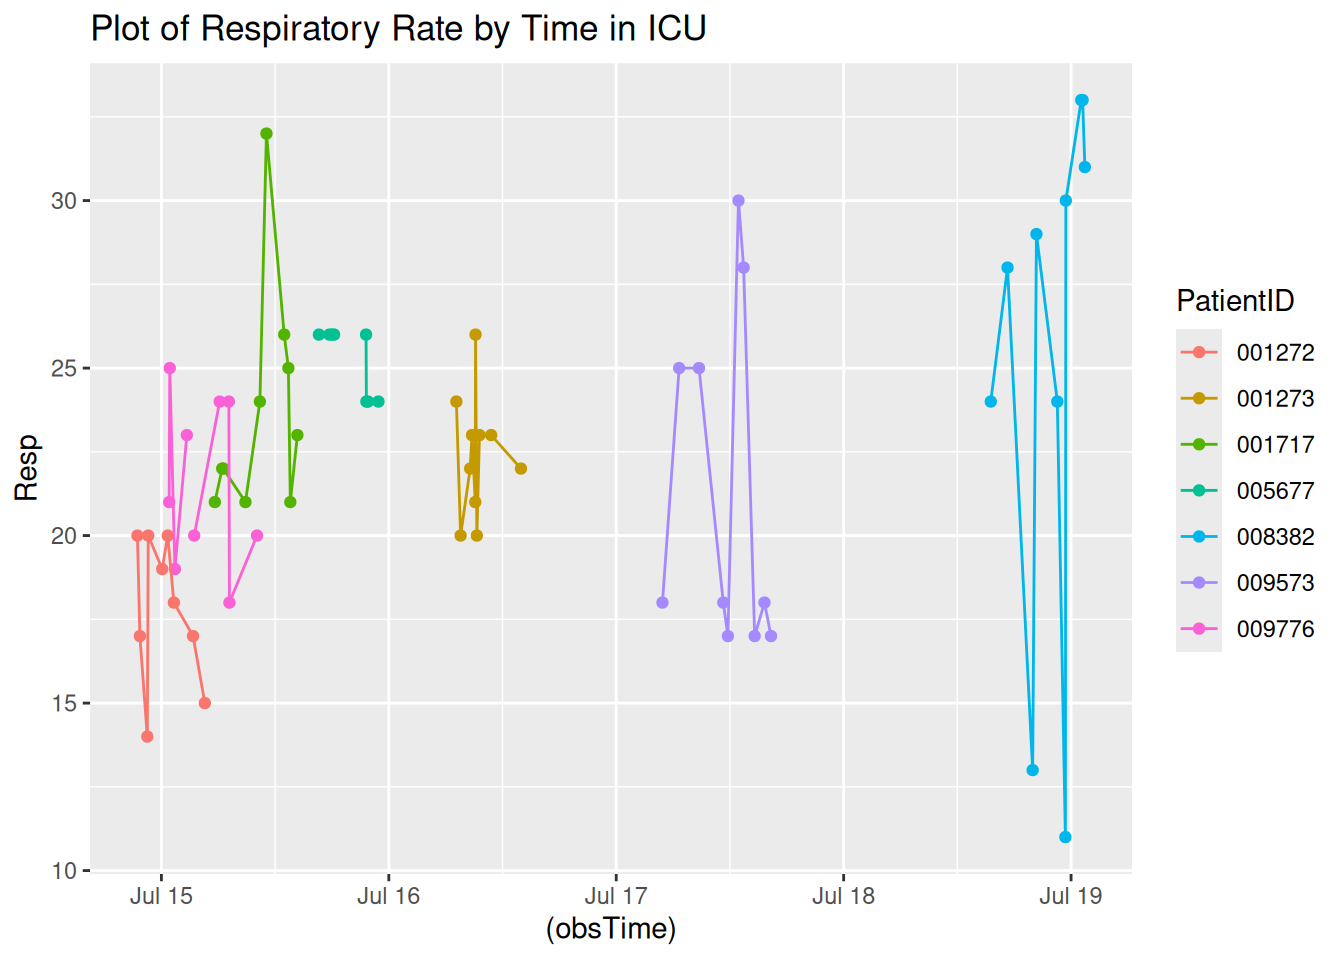 Plot of Respiratory Rate by Time in ICU
Resp
30
25
20
15
10
Jul 15 Jul 16 Jul 17 Jul 18 Jul 19
(obsTime)
PatientID
001272
001273
001717
005677
008382
009573
009776